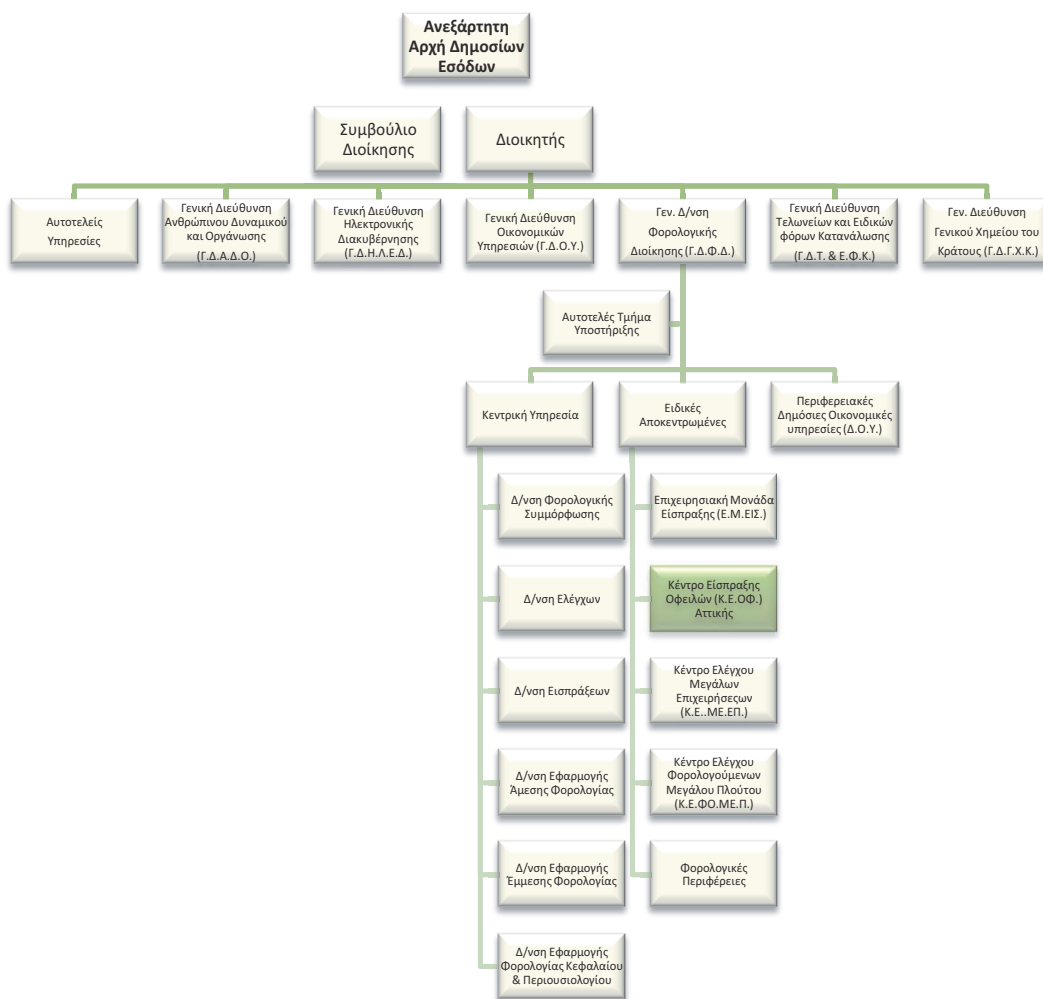 Ανεξάρτητη
Αρχή Δημοσίων
Εσόδων
Συμβούλιο
Διοίκησης
Διοικητής
Αυτοτελείς
Υπηρεσίες
Γενική Διεύθυνση
Ανθρώπινου Δυναμικού
και Οργάνωσης
(Γ.Δ.Α.Δ.Ο.)
Γενική Διεύθυνση
Ηλεκτρονικής
Διακυβέρνησης
(Γ.Δ.Η.Λ.Ε.Δ.)
Γενική Διεύθυνση
Οικονομικών
Υπηρεσιών (Γ.Δ.Ο.Υ.)
Γεν. Δ/νση
Φορολογικής
Διοίκησης (Γ.Δ.Φ.Δ.)
Γενική Διεύθυνση
Τελωνείων και Ειδικών
φόρων Κατανάλωσης
(Γ.Δ.Τ. & Ε.Φ.Κ.)
Γεν. Διεύθυνση
Γενικού Χημείου του
Κράτους (Γ.Δ.Γ.Χ.Κ.)
Αυτοτελές Τμήμα
Υποστήριξης
Κεντρική Υπηρεσία
Ειδικές
Αποκεντρωμένες
Περιφερειακές
Δημόσιες Οικονομικές
υπηρεσίες (Δ.Ο.Υ.)
Δ/νση Φορολογικής
Συμμόρφωσης
Δ/νση Ελέγχων
Δ/νση Εισπράξεων
Δ/νση Εφαρμογής
Άμεσης Φορολογίας
Δ/νση Εφαρμογής
Έμμεσης Φορολογίας
Δ/νση Εφαρμογής
Φορολογίας Κεφαλαίου
& Περιουσιολογίου
Επιχειρησιακή Μονάδα
Είσπραξης (Ε.Μ.ΕΙΣ.)
Κέντρο Είσπραξης
Οφειλών (Κ.Ε.ΟΦ.)
Αττικής
Κέντρο Ελέγχου
Μεγάλων
Επιχειρήσεςων
(Κ.Ε..ΜΕ.ΕΠ.)
Κέντρο Ελέγχου
Φορολογούμενων
Μεγάλου Πλούτου
(Κ.Ε.ΦΟ.ΜΕ.Π.)
Φορολογικές
Περιφέρειες